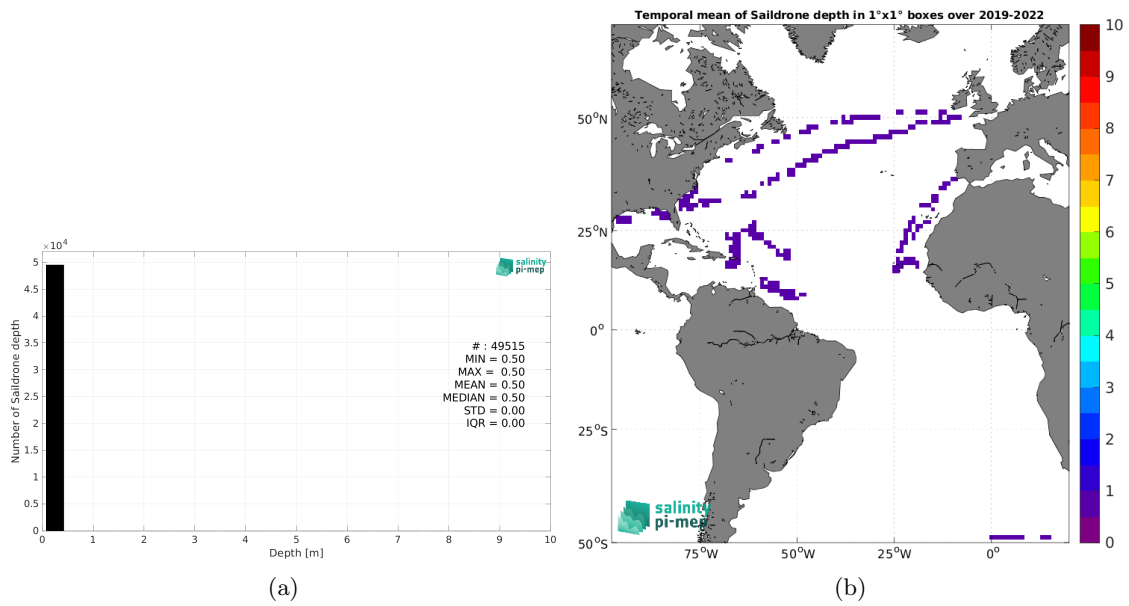 ×10⁴
5
4.5
4
3.5
3
2.5
2
1.5
1
0.5
0
Number of Saildrone depth
salinity
pi-mep
# : 49515
MIN = 0.50
MAX = 0.50
MEAN = 0.50
MEDIAN = 0.50
STD = 0.00
IQR = 0.00
0 1 2 3 4 5 6 7 8 9 10
Depth [m]
(a)
Temporal mean of Saildrone depth in 1°x1° boxes over 2019-2022
50°N
25°N
0°
25°S
50°S
75°W 50°W 25°W 0°
salinity
pi-mep
10
9
8
7
6
5
4
3
2
1
0
(b)